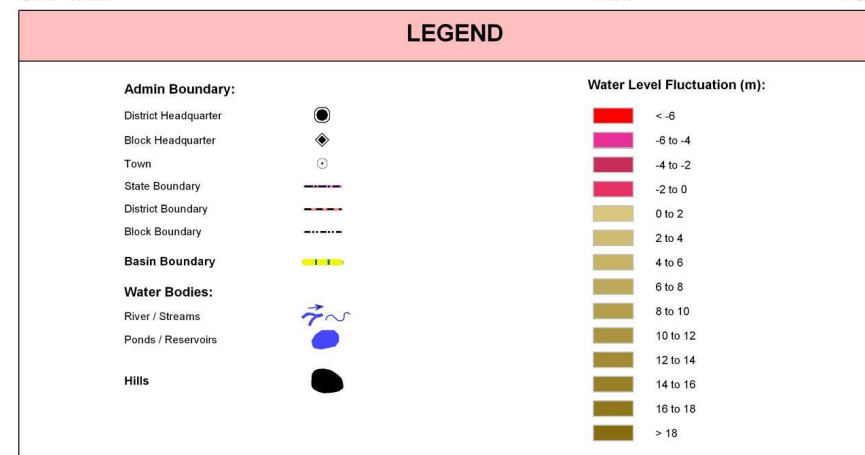 LEGEND
Admin Boundary:
District Headquarter
Block Headquarter
Town
State Boundary
District Boundary
Block Boundary
Basin Boundary
Water Bodies:
River / Streams
Ponds / Reservoirs
Hills
Water Level Fluctuation (m):
< -6
-6 to -4
-4 to -2
-2 to 0
0 to 2
2 to 4
4 to 6
6 to 8
8 to 10
10 to 12
12 to 14
14 to 16
16 to 18
> 18